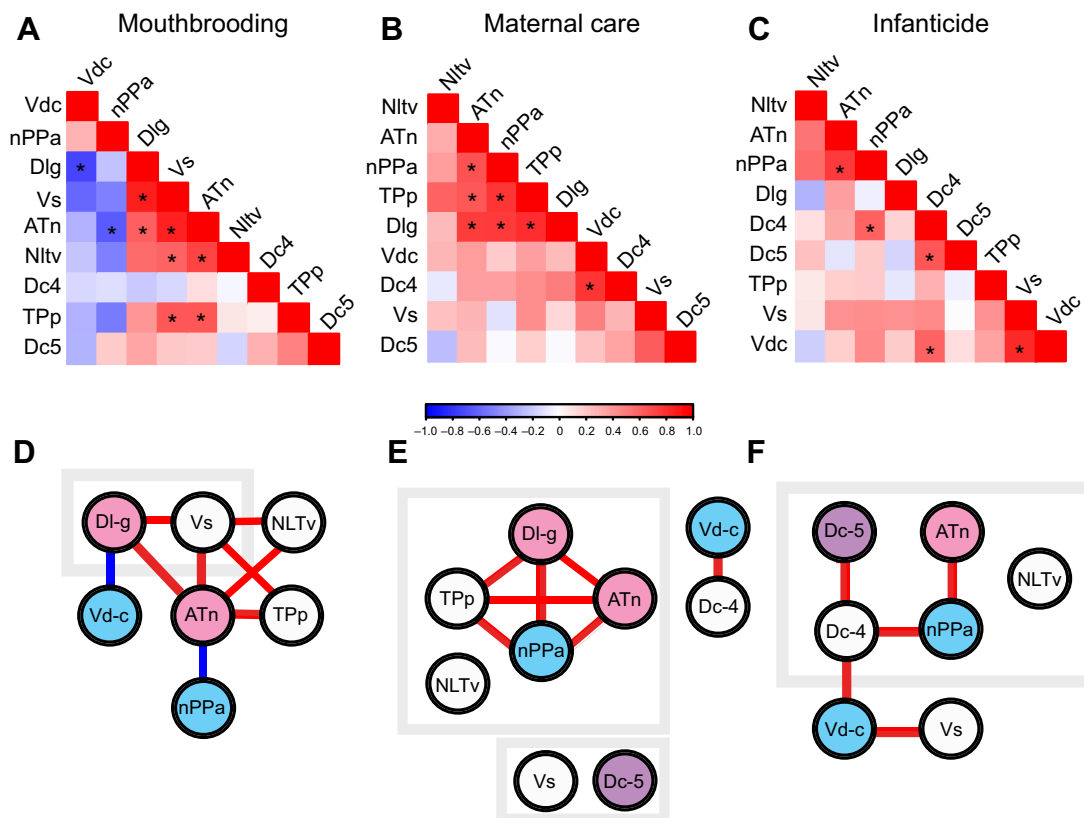 A Mouthbrooding
Vdc
nPPa
Dlg
Vs
ATn
Nltv
Dc4
TPp
Dc5
Vdc
nPPa
Dlg *
Vs *
ATn * * *
Nltv * *
Dc4
TPp * *
Dc5
B Maternal care
Nltv
ATn
nPPa
TPp
Dlg
Vdc
Dc4
Vs
Dc5
Nltv
ATn
nPPa *
TPp * *
Dlg * * *
Vdc
Dc4 *
Vs
Dc5
C Infanticide
Nltv
ATn
nPPa
Dlg
Dc4
Dc5
TPp
Vs
Vdc
Nltv
ATn
nPPa *
Dlg
Dc4 *
Dc5 *
TPp
Vs
Vdc * *
−1.0 −0.8 −0.6 −0.4 −0.2 0 0.2 0.4 0.6 0.8 1.0
D
Dl-g Vs NLTv
Vd-c ATn TPp
nPPa
E
Dl-g Vd-c
TPp ATn Dc-4
nPPa
NLTv
Vs Dc-5
F
Dc-5 ATn
NLTv
Dc-4 nPPa
Vd-c Vs